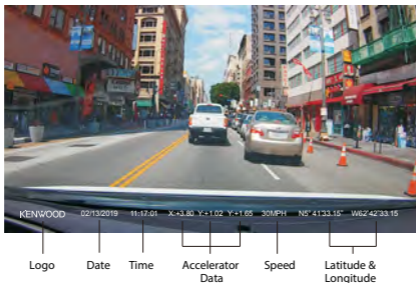 KENWOOD 02/13/2019 11:17:01 X:+3.80 Y:+1.02 Y:+1.65 30MPH N5°41'33.15" W62°42'33.15
Logo Date Time Accelerator Data Speed Latitude & Longitude